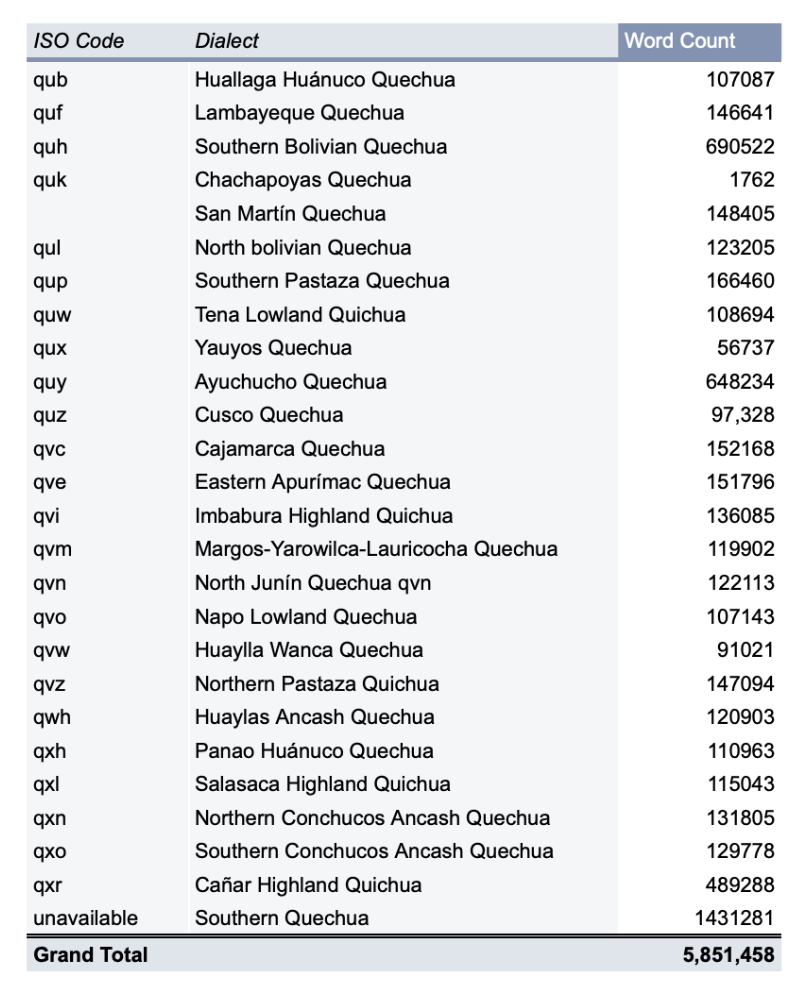 ISO Code Dialect Word Count
qub Huallaga Huánuco Quechua 107087
quf Lambayeque Quechua 146641
quh Southern Bolivian Quechua 690522
quk Chachapoyas Quechua 1762
San Martín Quechua 148405
qul North bolivian Quechua 123205
qup Southern Pastaza Quechua 166460
quw Tena Lowland Quichua 108694
qux Yauyos Quechua 56737
quy Ayuchucho Quechua 648234
quz Cusco Quechua 97,328
qvc Cajamarca Quechua 152168
qve Eastern Apurímac Quechua 151796
qvi Imbabura Highland Quichua 136085
qvm Margos-Yarowilca-Lauricocha Quechua 119902
qvn North Junín Quechua qvn 122113
qvo Napo Lowland Quechua 107143
qvw Huaylla Wanca Quechua 91021
qvz Northern Pastaza Quichua 147094
qwh Huaylas Ancash Quechua 120903
qxh Panao Huánuco Quechua 110963
qxl Salasaca Highland Quichua 115043
qxn Northern Conchucos Ancash Quechua 131805
qxo Southern Conchucos Ancash Quechua 129778
qxr Cañar Highland Quichua 489288
unavailable Southern Quechua 1431281
Grand Total 5,851,458